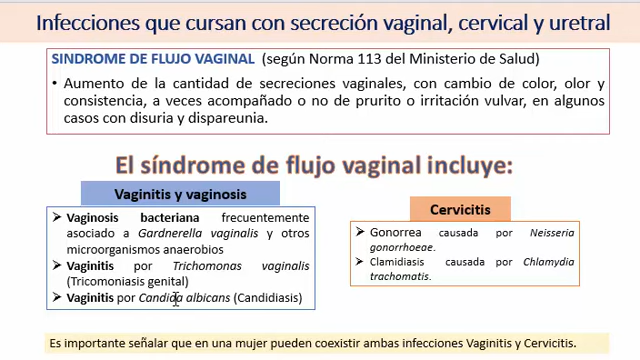 Infecciones que cursan con secreción vaginal, cervical y uretral
SINDROME DE FLUJO VAGINAL (según Norma 113 del Ministerio de Salud)
• Aumento de la cantidad de secreciones vaginales, con cambio de color, olor y
consistencia, a veces acompañado o no de prurito o irritación vulvar, en algunos
casos con disuria y dispareunia.
El síndrome de flujo vaginal incluye:
Vaginitis y vaginosis
➢ Vaginosis bacteriana frecuentemente
asociado a Gardnerella vaginalis y otros
microorganismos anaerobios
➢ Vaginitis por Trichomonas vaginalis
(Tricomoniasis genital)
➢ Vaginitis por Candida albicans (Candidiasis)
Cervicitis
➢ Gonorrea causada por Neisseria
gonorrhoeae.
➢ Clamidiasis causada por Chlamydia
trachomatis.
Es importante señalar que en una mujer pueden coexistir ambas infecciones Vaginitis y Cervicitis.